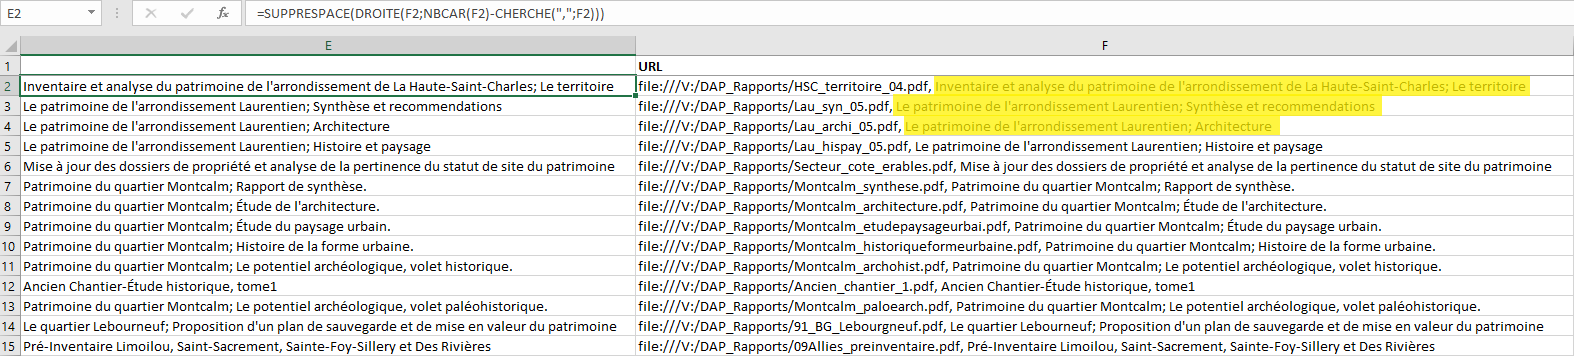 E2 fx =SUPPRESPACE(DROITE(F2;NBCAR(F2)-CHERCHE(",";F2)))
E F
1 URL
2 Inventaire et analyse du patrimoine de l'arrondissement de La Haute-Saint-Charles; Le territoire file:///V:/DAP_Rapports/HSC_territoire_04.pdf, Inventaire et analyse du patrimoine de l'arrondissement de La Haute-Saint-Charles; Le territoire
3 Le patrimoine de l'arrondissement Laurentien; Synthèse et recommendations file:///V:/DAP_Rapports/Lau_syn_05.pdf, Le patrimoine de l'arrondissement Laurentien; Synthèse et recommendations
4 Le patrimoine de l'arrondissement Laurentien; Architecture file:///V:/DAP_Rapports/Lau_archi_05.pdf, Le patrimoine de l'arrondissement Laurentien; Architecture
5 Le patrimoine de l'arrondissement Laurentien; Histoire et paysage file:///V:/DAP_Rapports/Lau_hispay_05.pdf, Le patrimoine de l'arrondissement Laurentien; Histoire et paysage
6 Mise à jour des dossiers de propriété et analyse de la pertinence du statut de site du patrimoine file:///V:/DAP_Rapports/Secteur_cote_erables.pdf, Mise à jour des dossiers de propriété et analyse de la pertinence du statut de site du patrimoine
7 Patrimoine du quartier Montcalm; Rapport de synthèse. file:///V:/DAP_Rapports/Montcalm_synthese.pdf, Patrimoine du quartier Montcalm; Rapport de synthèse.
8 Patrimoine du quartier Montcalm; Étude de l'architecture. file:///V:/DAP_Rapports/Montcalm_architecture.pdf, Patrimoine du quartier Montcalm; Étude de l'architecture.
9 Patrimoine du quartier Montcalm; Étude du paysage urbain. file:///V:/DAP_Rapports/Montcalm_etudepaysageurbai.pdf, Patrimoine du quartier Montcalm; Étude du paysage urbain.
10 Patrimoine du quartier Montcalm; Histoire de la forme urbaine. file:///V:/DAP_Rapports/Montcalm_historiqueformeurbaine.pdf, Patrimoine du quartier Montcalm; Histoire de la forme urbaine.
11 Patrimoine du quartier Montcalm; Le potentiel archéologique, volet historique. file:///V:/DAP_Rapports/Montcalm_archohist.pdf, Patrimoine du quartier Montcalm; Le potentiel archéologique, volet historique.
12 Ancien Chantier-Étude historique, tome1 file:///V:/DAP_Rapports/Ancien_chantier_1.pdf, Ancien Chantier-Étude historique, tome1
13 Patrimoine du quartier Montcalm; Le potentiel archéologique, volet paléohistorique. file:///V:/DAP_Rapports/Montcalm_paloearch.pdf, Patrimoine du quartier Montcalm; Le potentiel archéologique, volet paléohistorique.
14 Le quartier Lebourneuf; Proposition d'un plan de sauvegarde et de mise en valeur du patrimoine file:///V:/DAP_Rapports/91_BG_Lebourgneuf.pdf, Le quartier Lebourneuf; Proposition d'un plan de sauvegarde et de mise en valeur du patrimoine
15 Pré-Inventaire Limoilou, Saint-Sacrement, Sainte-Foy-Sillery et Des Rivières file:///V:/DAP_Rapports/09Allies_preinventaire.pdf, Pré-Inventaire Limoilou, Saint-Sacrement, Sainte-Foy-Sillery et Des Rivières